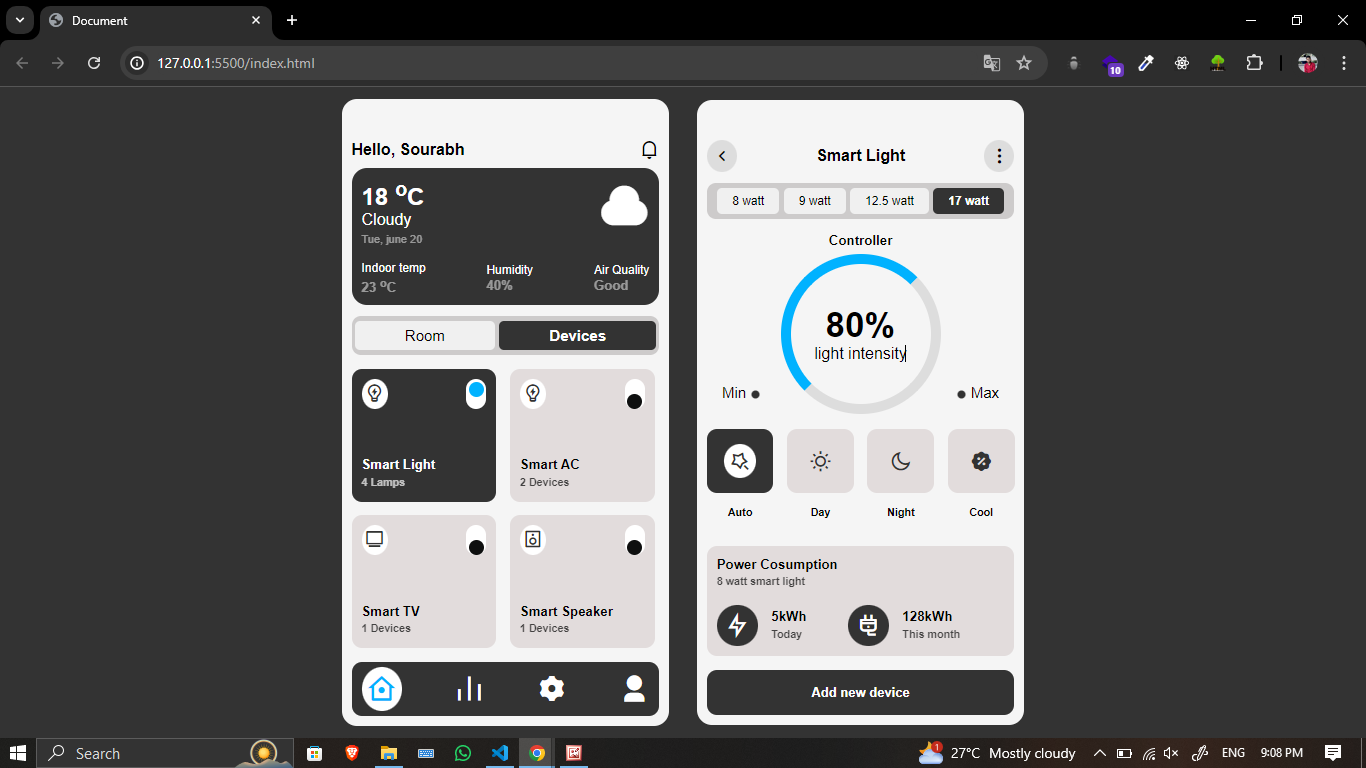 Document
127.0.0.1:5500/index.html
10
Hello, Sourabh
18 °C
Cloudy
Tue, june 20
Indoor temp
23 °C
Humidity
40%
Air Quality
Good
Room
Devices
Smart Light
4 Lamps
Smart AC
2 Devices
Smart TV
1 Devices
Smart Speaker
1 Devices
Smart Light
8 watt
9 watt
12.5 watt
17 watt
Controller
80%
light intensity
Min
Max
Auto
Day
Night
Cool
Power Cosumption
8 watt smart light
5kWh
Today
128kWh
This month
Add new device
Search
1
27°C Mostly cloudy
ENG
9:08 PM